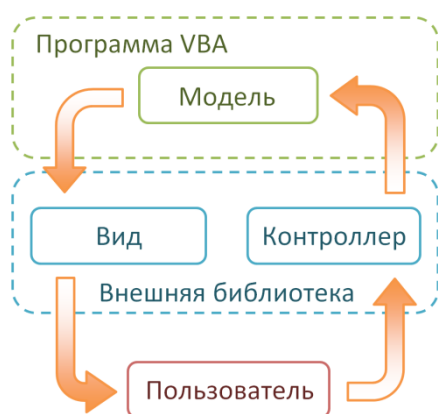 Программа VBA
Модель
Вид
Контроллер
Внешняя библиотека
Пользователь